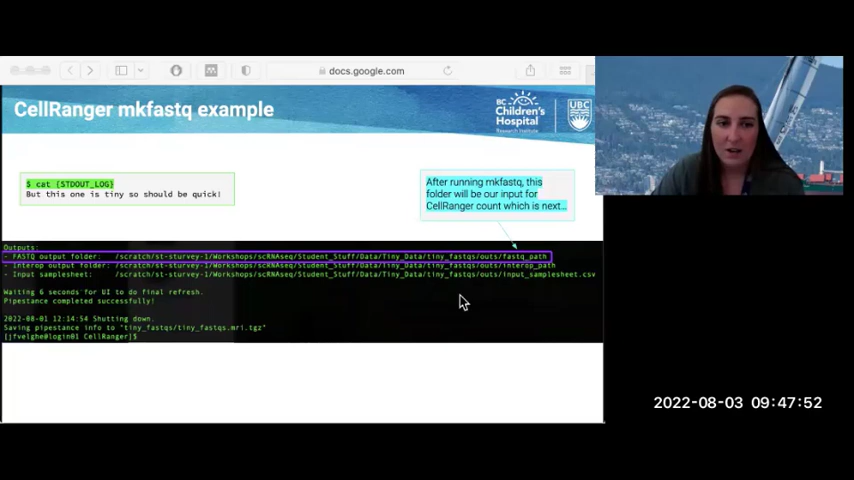 docs.google.com
CellRanger mkfastq example
BC
Children's
Hospital
Research Institute
UBC
$ cat {STDOUT_LOG}
But this one is tiny so should be quick!
After running mkfastq, this
folder will be our input for
CellRanger count which is next...
Outputs:
- FASTQ output folder: /scratch/st-sturvey-1/Workshops/scRNAseq/Student_Stuff/Data/Tiny_Data/tiny_fastqs/outs/fastq_path
- Interop output folder: /scratch/st-sturvey-1/Workshops/scRNAseq/Student_Stuff/Data/Tiny_Data/tiny_fastqs/outs/interop_path
- Input samplesheet: /scratch/st-sturvey-1/Workshops/scRNAseq/Student_Stuff/Data/Tiny_Data/tiny_fastqs/outs/input_samplesheet.csv
Waiting 6 seconds for UI to do final refresh.
Pipestance completed successfully!
2022-08-01 12:14:54 Shutting down.
Saving pipestance info to "tiny_fastqs/tiny_fastqs.mri.tgz"
[jfvelghe@login01 CellRanger]$
2022-08-03 09:47:52